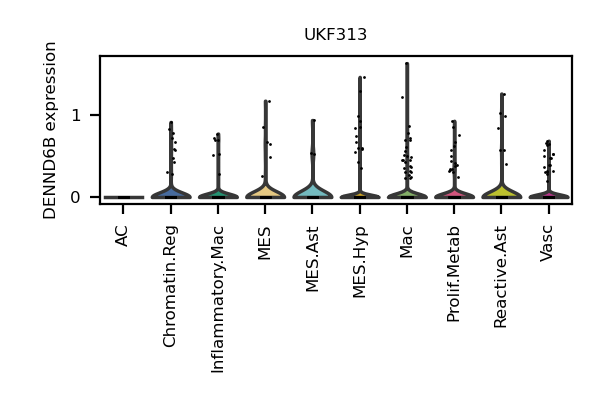 UKF313
DENND6B expression
1
0
AC
Chromatin.Reg
Inflammatory.Mac
MES
MES.Ast
MES.Hyp
Mac
Prolif.Metab
Reactive.Ast
Vasc